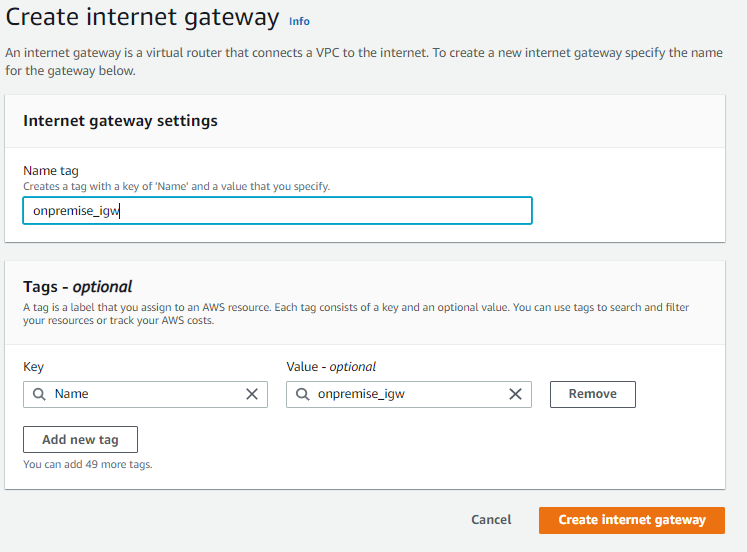 Create internet gateway Info
An internet gateway is a virtual router that connects a VPC to the internet. To create a new internet gateway specify the name
for the gateway below.
Internet gateway settings
Name tag
Creates a tag with a key of 'Name' and a value that you specify.
onpremise_igw
Tags - optional
A tag is a label that you assign to an AWS resource. Each tag consists of a key and an optional value. You can use tags to search and filter
your resources or track your AWS costs.
Key Value - optional
Name onpremise_igw Remove
Add new tag
You can add 49 more tags.
Cancel Create internet gateway